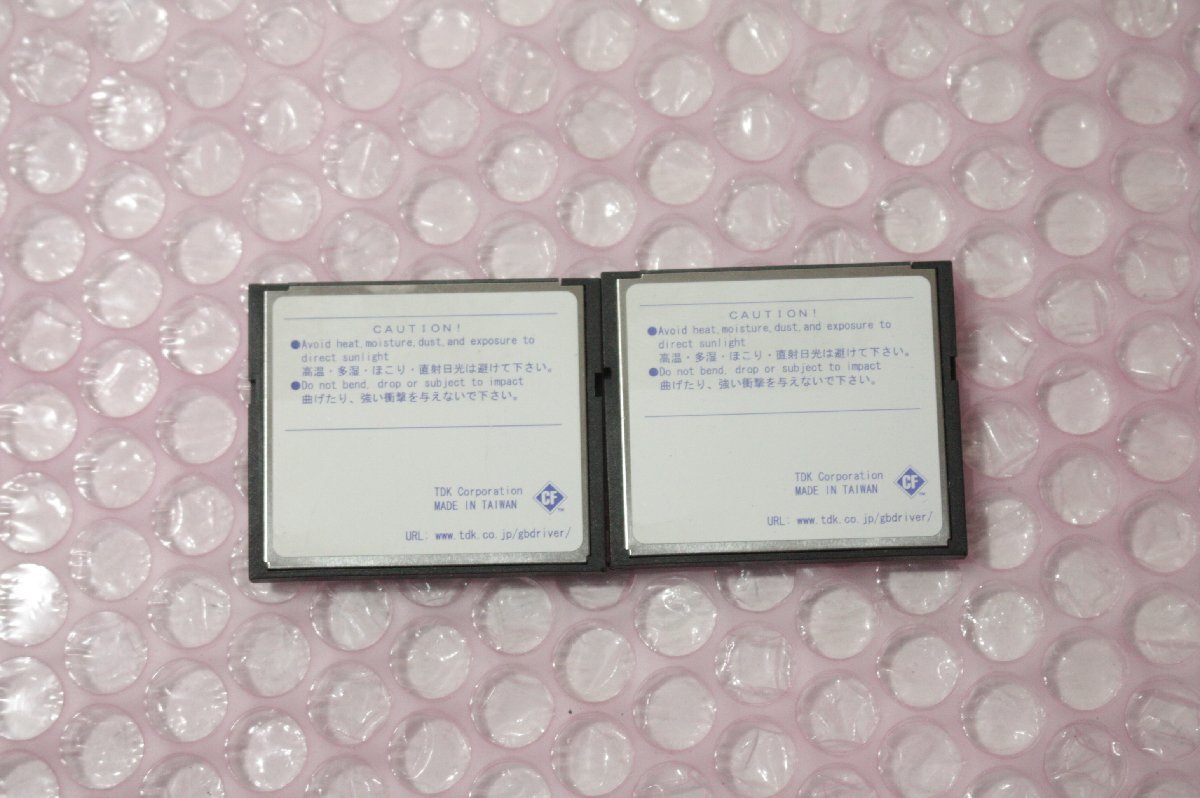 CAUTION!
●Avoid heat, moisture, dust, and exposure to
direct sunlight
高温・多湿・ほこり・直射日光は避けて下さい。
●Do not bend, drop or subject to impact
曲げたり、強い衝撃を与えないで下さい。
TDK Corporation
MADE IN TAIWAN
CF
TM
URL: www.tdk.co.jp/gbdriver/
CAUTION!
●Avoid heat, moisture, dust, and exposure to
direct sunlight
高温・多湿・ほこり・直射日光は避けて下さい。
●Do not bend, drop or subject to impact
曲げたり、強い衝撃を与えないで下さい。
TDK Corporation
MADE IN TAIWAN
CF
TM
URL: www.tdk.co.jp/gbdriver/